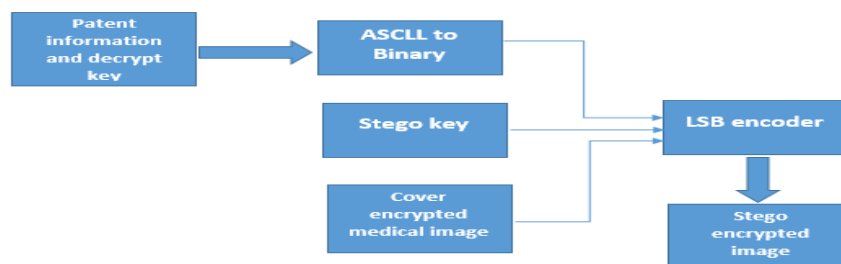 Patent
information
and decrypt
key
ASCLL to
Binary
Stego key
Cover
encrypted
medical image
LSB encoder
Stego
encrypted
image